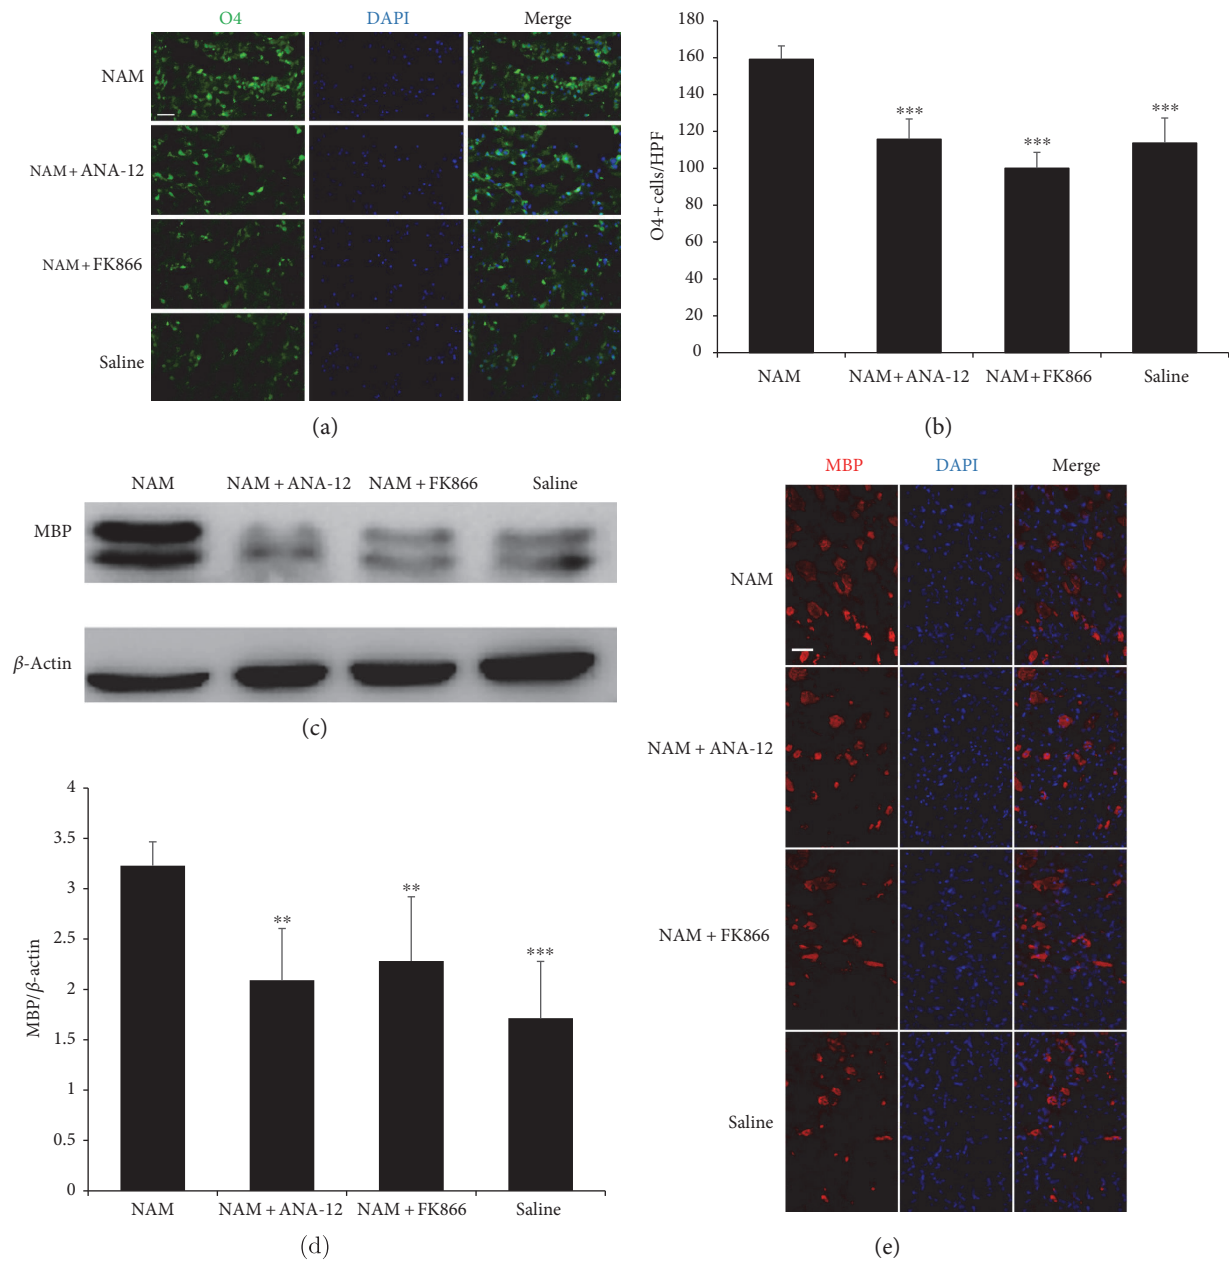 O4 DAPI Merge
NAM
NAM + ANA-12
NAM + FK866
Saline
(a)
O4+ cells/HPF
180
160
140
120
100
80
60
40
20
0
***
***
***
NAM NAM+ANA-12 NAM+FK866 Saline
(b)
NAM NAM + ANA-12 NAM + FK866 Saline
MBP
β-Actin
(c)
MBP/β-actin
4
3.5
3
2.5
2
1.5
1
0.5
0
**
**
***
NAM NAM + ANA-12 NAM + FK866 Saline
(d)
MBP DAPI Merge
NAM
NAM + ANA-12
NAM + FK866
Saline
(e)